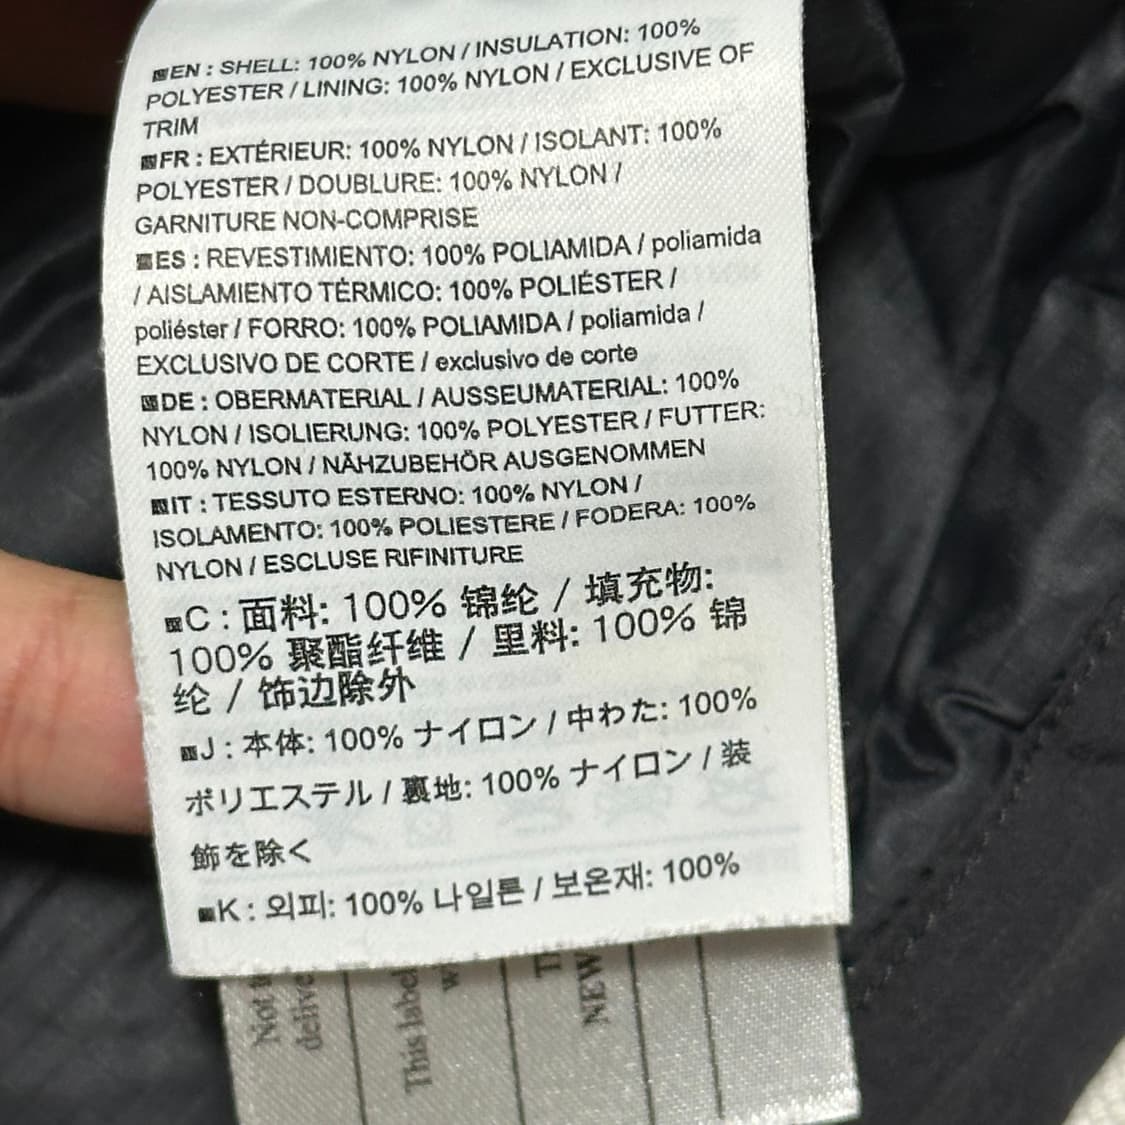 EN : SHELL: 100% NYLON / INSULATION: 100%
POLYESTER / LINING: 100% NYLON / EXCLUSIVE OF
TRIM
FR : EXTÉRIEUR: 100% NYLON / ISOLANT: 100%
POLYESTER / DOUBLURE: 100% NYLON /
GARNITURE NON-COMPRISE
ES : REVESTIMIENTO: 100% POLIAMIDA / poliamida
/ AISLAMIENTO TÉRMICO: 100% POLIÉSTER /
poliéster / FORRO: 100% POLIAMIDA / poliamida /
EXCLUSIVO DE CORTE / exclusivo de corte
DE : OBERMATERIAL / AUSSEUMATERIAL: 100%
NYLON / ISOLIERUNG: 100% POLYESTER / FUTTER:
100% NYLON / NÄHZUBEHÖR AUSGENOMMEN
IT : TESSUTO ESTERNO: 100% NYLON /
ISOLAMENTO: 100% POLIESTERE / FODERA: 100%
NYLON / ESCLUSE RIFINITURE
C : 面料: 100% 锦纶 / 填充物:
100% 聚酯纤维 / 里料: 100% 锦
纶 / 饰边除外
J : 本体: 100% ナイロン / 中わた: 100%
ポリエステル / 裏地: 100% ナイロン / 装
飾を除く
K : 외피: 100% 나일론 / 보온재: 100%
Not
This label
NEW